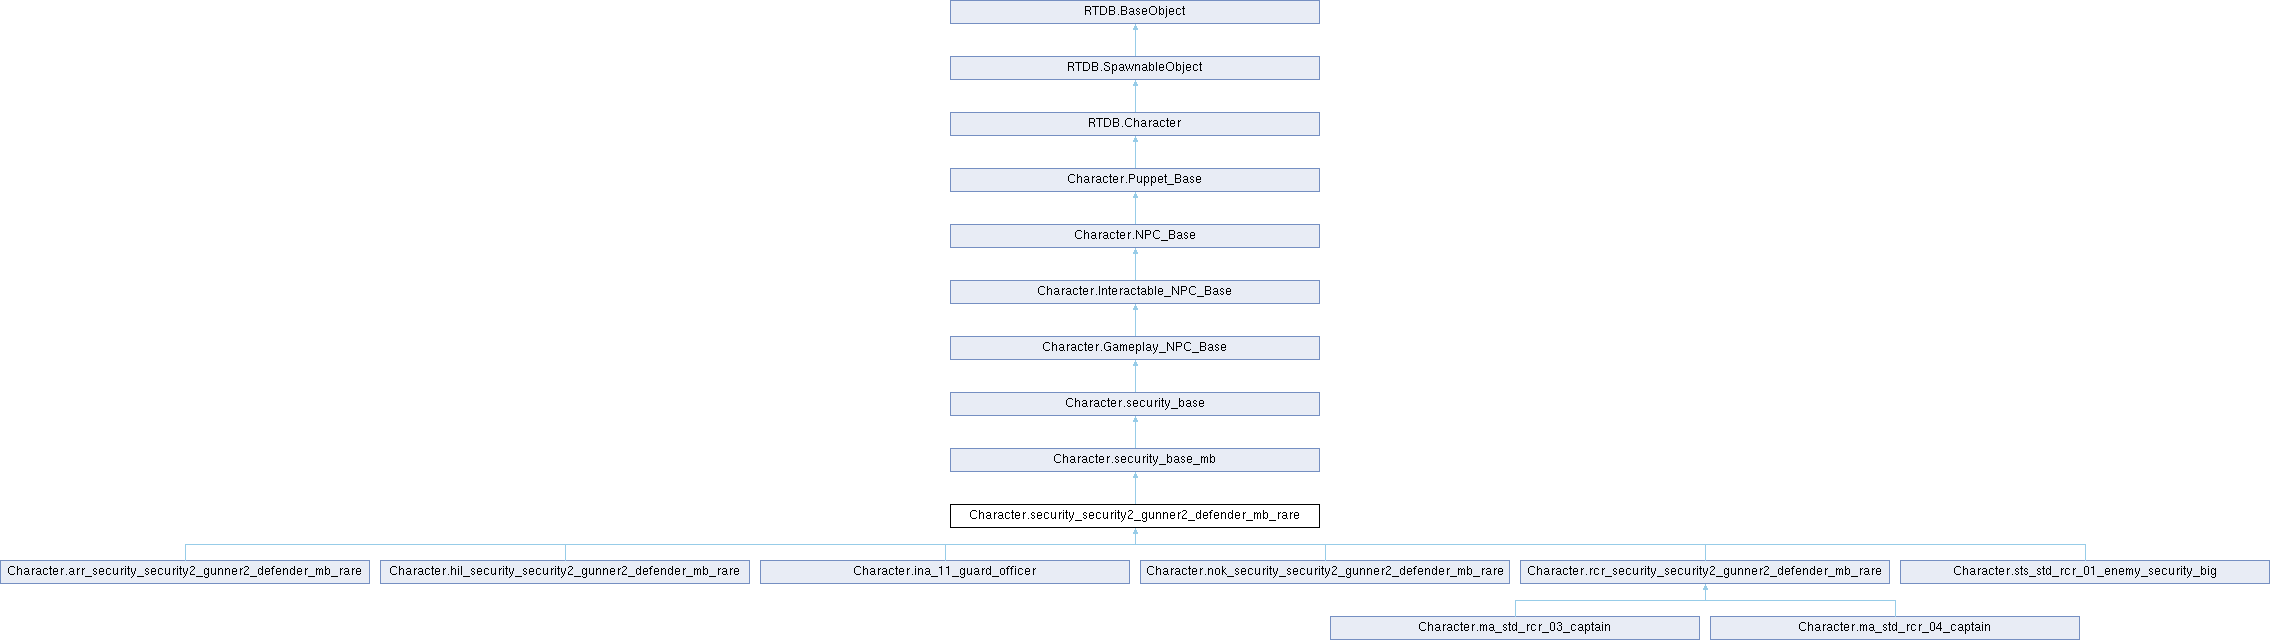 RTDB.BaseObject
RTDB.SpawnableObject
RTDB.Character
Character.Puppet_Base
Character.NPC_Base
Character.Interactable_NPC_Base
Character.Gameplay_NPC_Base
Character.security_base
Character.security_base_mb
Character.security_security2_gunner2_defender_mb_rare
Character.arr_security_security2_gunner2_defender_mb_rare
Character.hil_security_security2_gunner2_defender_mb_rare
Character.ina_11_guard_officer
Character.nok_security_security2_gunner2_defender_mb_rare
Character.rcr_security_security2_gunner2_defender_mb_rare
Character.sts_std_rcr_01_enemy_security_big
Character.ma_std_rcr_03_captain
Character.ma_std_rcr_04_captain